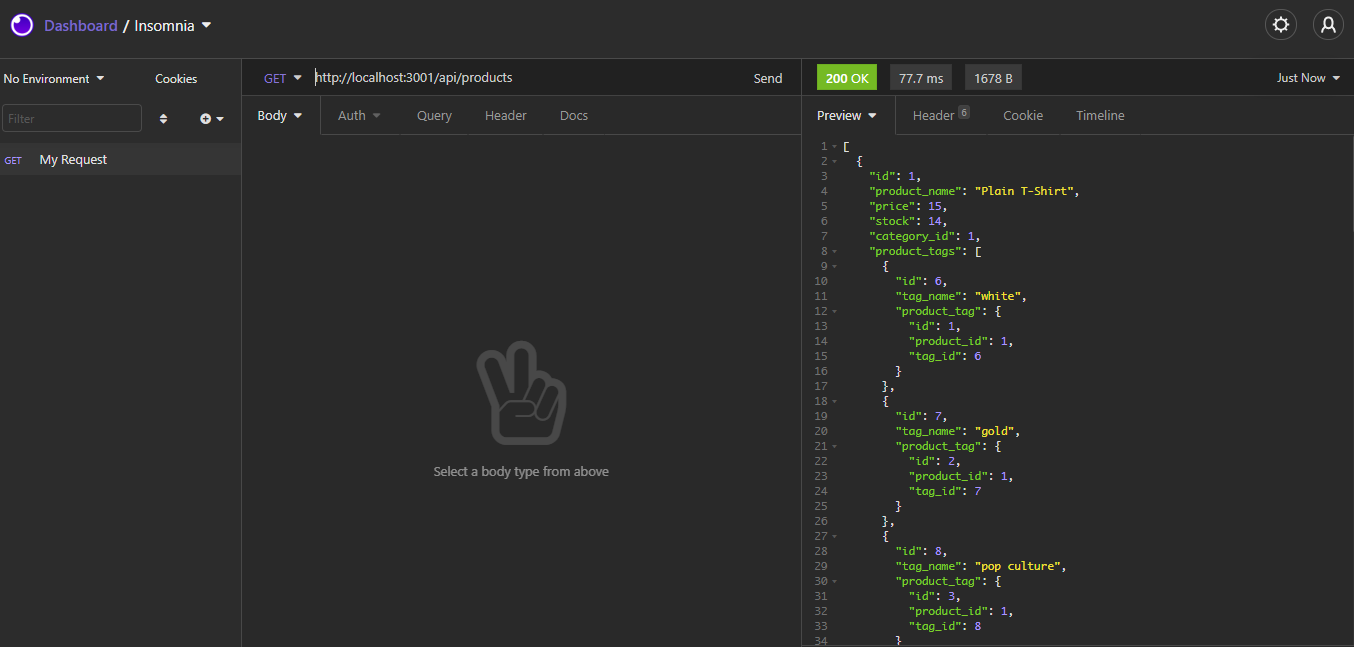 Dashboard / Insomnia
No Environment
Cookies
GET
http://localhost:3001/api/products
Send
200 OK
77.7 ms
1678 B
Just Now
Filter
GET My Request
Body
Auth
Query
Header
Docs
Select a body type from above
Preview
Header 6
Cookie
Timeline
1 [
2 {
3 "id": 1,
4 "product_name": "Plain T-Shirt",
5 "price": 15,
6 "stock": 14,
7 "category_id": 1,
8 "product_tags": [
9 {
10 "id": 6,
11 "tag_name": "white",
12 "product_tag": {
13 "id": 1,
14 "product_id": 1,
15 "tag_id": 6
16 }
17 },
18 {
19 "id": 7,
20 "tag_name": "gold",
21 "product_tag": {
22 "id": 2,
23 "product_id": 1,
24 "tag_id": 7
25 }
26 },
27 {
28 "id": 8,
29 "tag_name": "pop culture",
30 "product_tag": {
31 "id": 3,
32 "product_id": 1,
33 "tag_id": 8
34 }